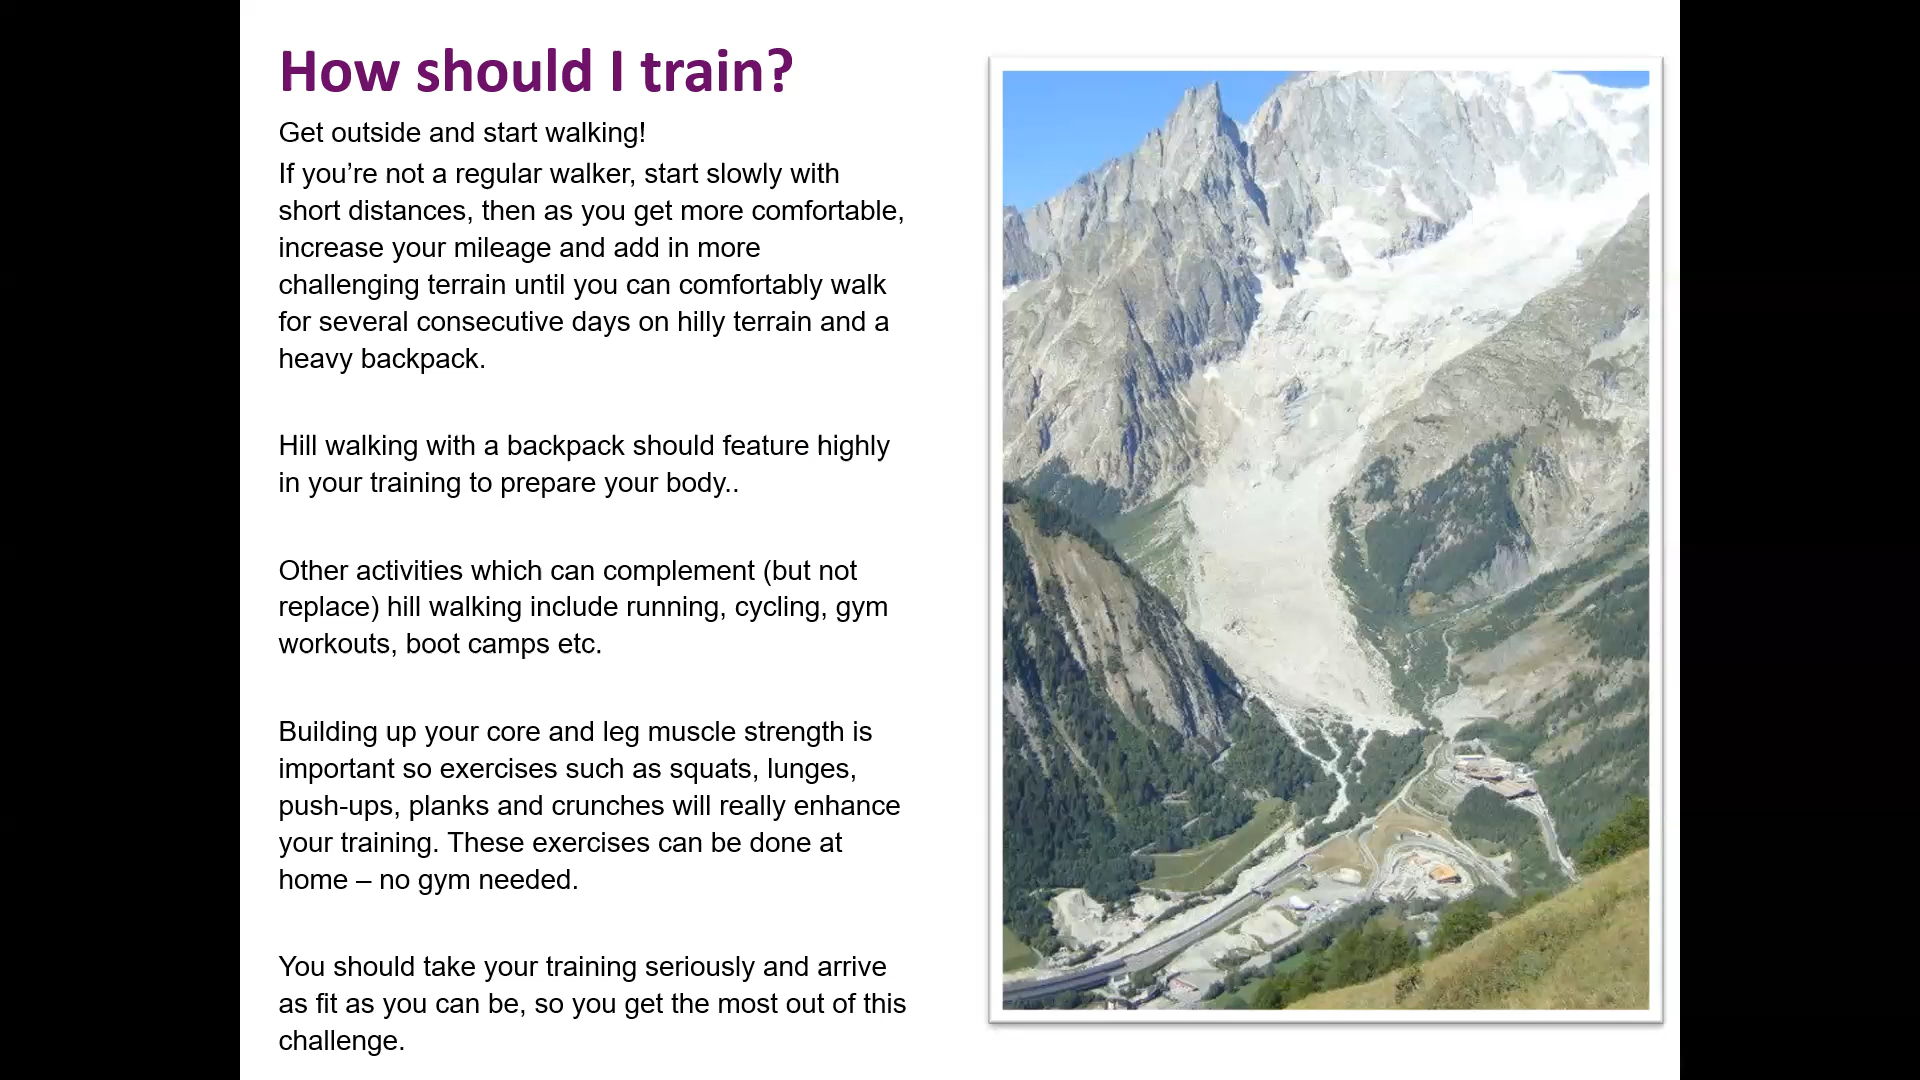 How should I train?
Get outside and start walking!
If you’re not a regular walker, start slowly with
short distances, then as you get more comfortable,
increase your mileage and add in more
challenging terrain until you can comfortably walk
for several consecutive days on hilly terrain and a
heavy backpack.
Hill walking with a backpack should feature highly
in your training to prepare your body..
Other activities which can complement (but not
replace) hill walking include running, cycling, gym
workouts, boot camps etc.
Building up your core and leg muscle strength is
important so exercises such as squats, lunges,
push-ups, planks and crunches will really enhance
your training. These exercises can be done at
home – no gym needed.
You should take your training seriously and arrive
as fit as you can be, so you get the most out of this
challenge.